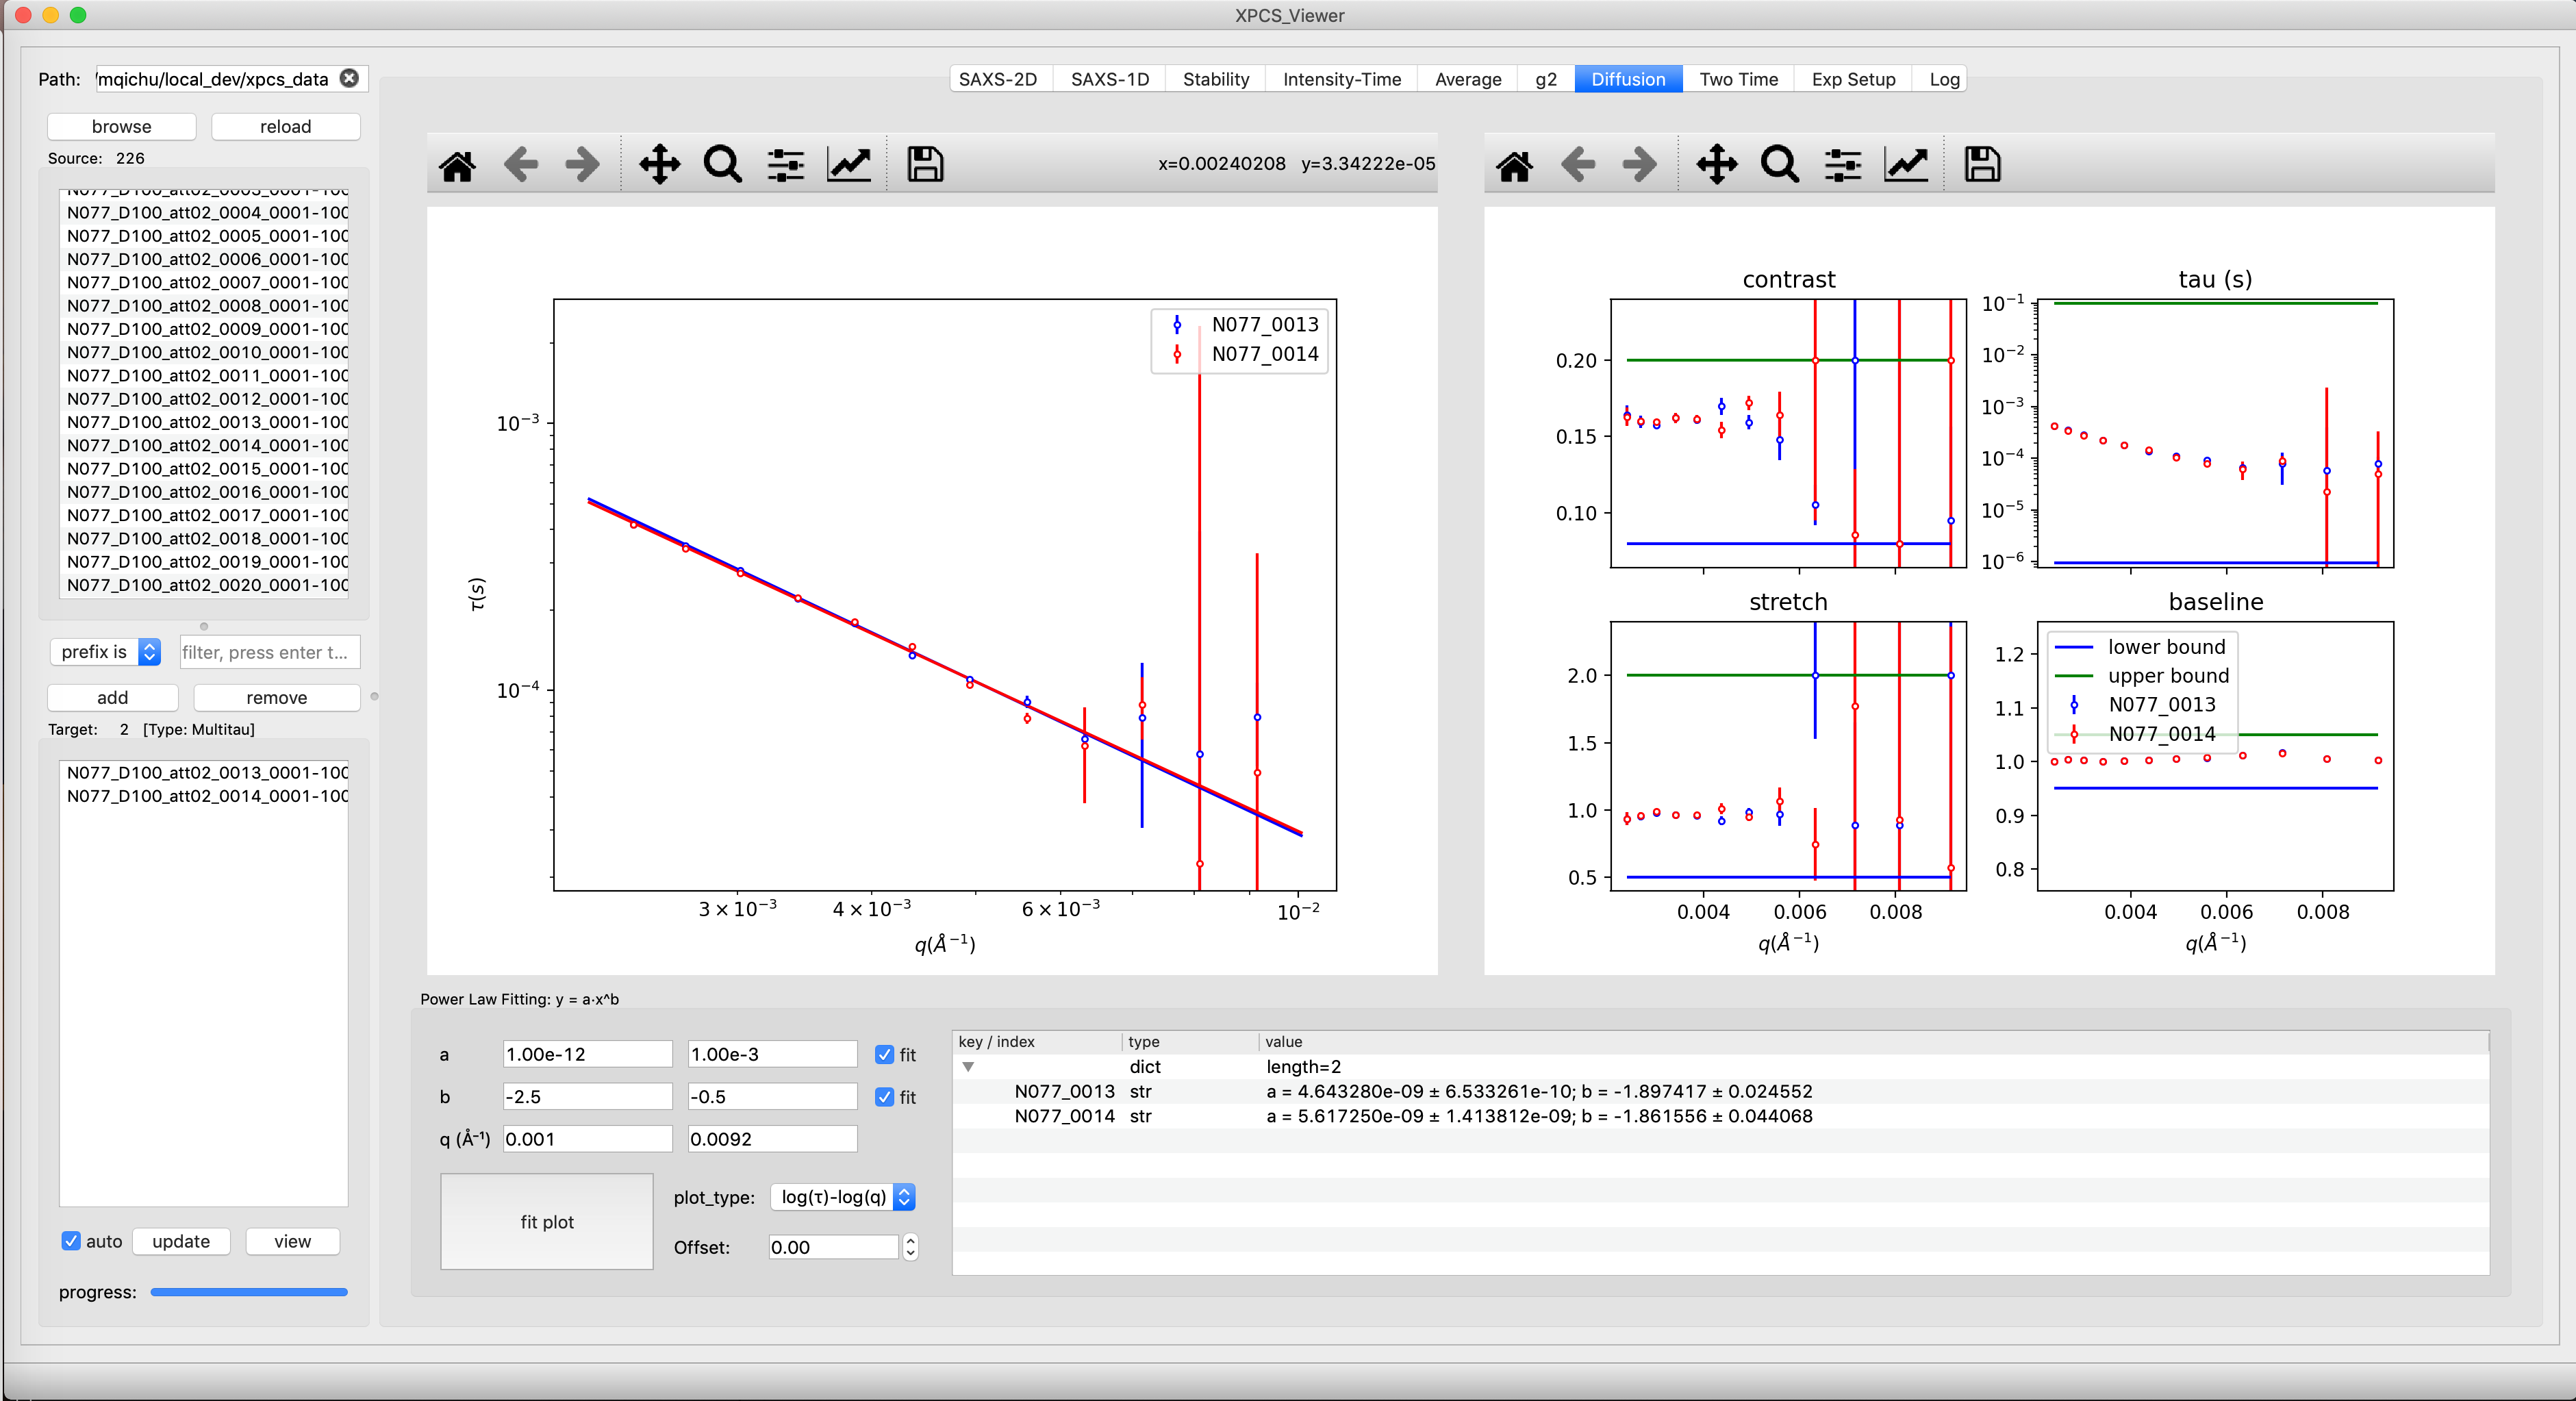 XPCS_Viewer
Path: /mqichu/local_dev/xpcs_data
browse reload
Source: 226
N077_D100_att02_0003_0001-100
N077_D100_att02_0004_0001-100
N077_D100_att02_0005_0001-100
N077_D100_att02_0006_0001-100
N077_D100_att02_0007_0001-100
N077_D100_att02_0008_0001-100
N077_D100_att02_0009_0001-100
N077_D100_att02_0010_0001-100
N077_D100_att02_0011_0001-100
N077_D100_att02_0012_0001-100
N077_D100_att02_0013_0001-100
N077_D100_att02_0014_0001-100
N077_D100_att02_0015_0001-100
N077_D100_att02_0016_0001-100
N077_D100_att02_0017_0001-100
N077_D100_att02_0018_0001-100
N077_D100_att02_0019_0001-100
N077_D100_att02_0020_0001-100
prefix is filter, press enter t...
add remove
Target: 2 [Type: Multitau]
N077_D100_att02_0013_0001-100
N077_D100_att02_0014_0001-100
auto update view
progress:
SAXS-2D SAXS-1D Stability Intensity-Time Average g2 Diffusion Two Time Exp Setup Log
x=0.00240208 y=3.34222e-05
N077_0013
N077_0014
10⁻³
10⁻⁴
τ(s)
3×10⁻³ 4×10⁻³ 6×10⁻³ 10⁻²
q(Å⁻¹)
contrast
0.20
0.15
0.10
tau (s)
10⁻¹
10⁻²
10⁻³
10⁻⁴
10⁻⁵
10⁻⁶
stretch
2.0
1.5
1.0
0.5
0.004 0.006 0.008
q(Å⁻¹)
baseline
lower bound
upper bound
N077_0013
N077_0014
1.2
1.1
1.0
0.9
0.8
0.004 0.006 0.008
q(Å⁻¹)
Power Law Fitting: y = a·x^b
a 1.00e-12 1.00e-3 fit
b -2.5 -0.5 fit
q (Å⁻¹) 0.001 0.0092
fit plot
plot_type: log(τ)-log(q)
Offset: 0.00
key / index type value
dict length=2
N077_0013 str a = 4.643280e-09 ± 6.533261e-10; b = -1.897417 ± 0.024552
N077_0014 str a = 5.617250e-09 ± 1.413812e-09; b = -1.861556 ± 0.044068